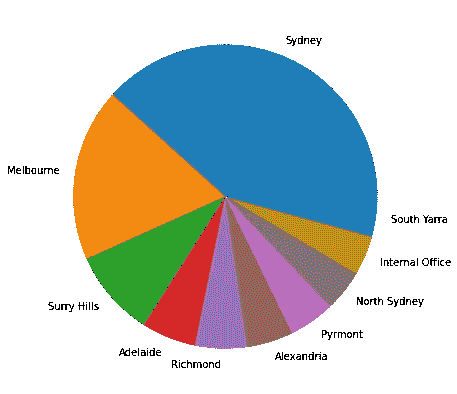 Sydney
Melbourne
South Yarra
Internal Office
North Sydney
Surry Hills
Pyrmont
Adelaide
Alexandria
Richmond